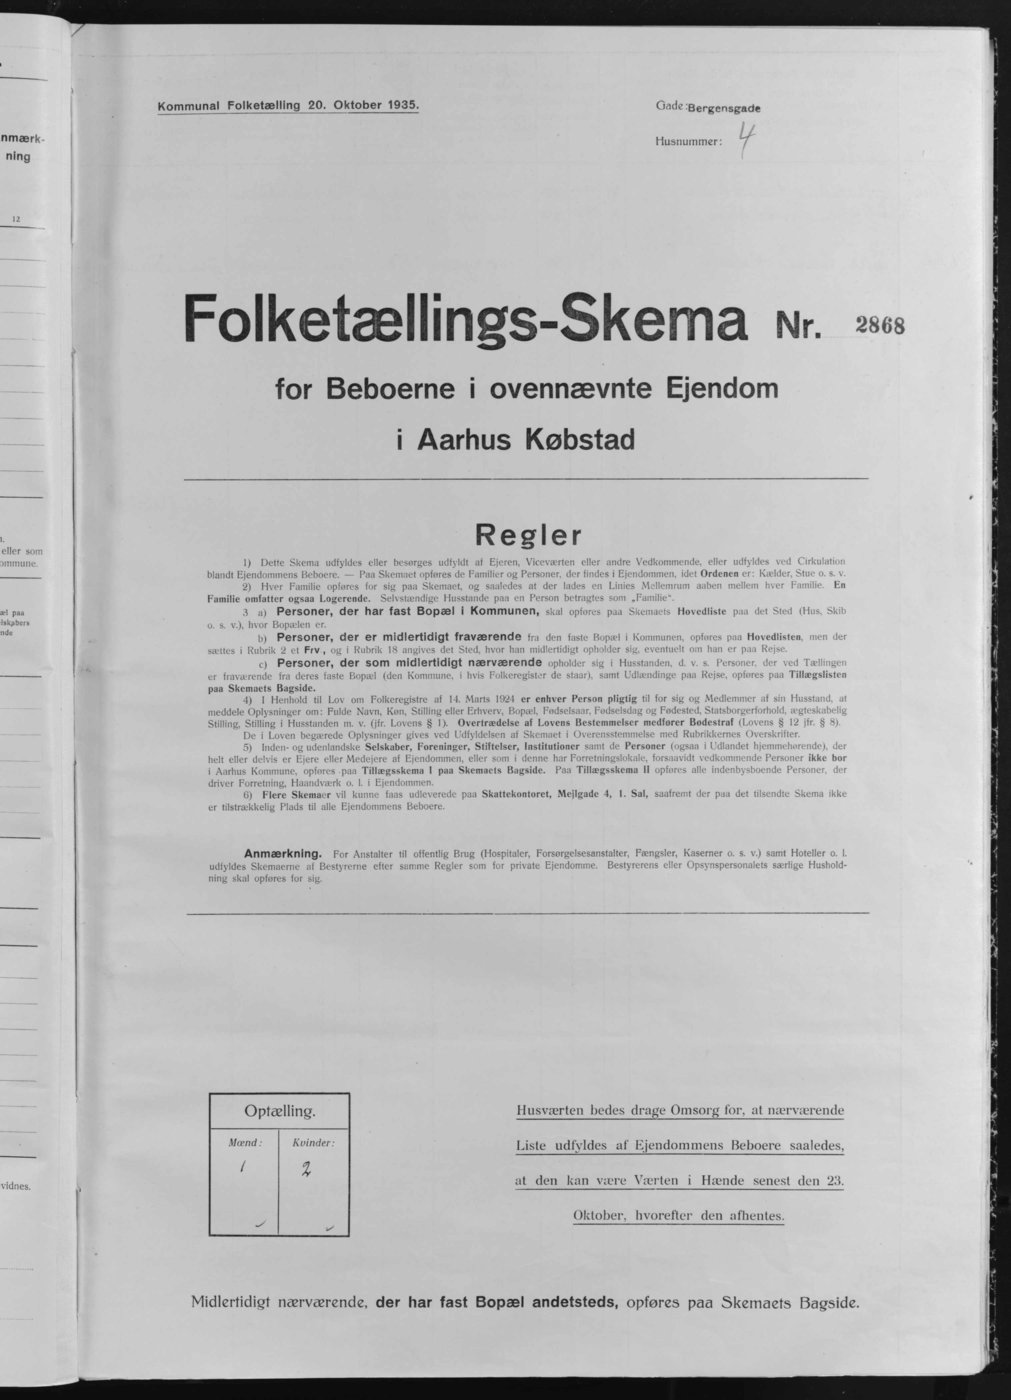 nmærk-
ning
12
eller som
ommune.
æl paa
elskabers
nde
vidnes.
Kommunal Folketælling 20. Oktober 1935.
Gade: Bergensgade
Husnummer: 4
Folketællings-Skema Nr. 2868
for Beboerne i ovennævnte Ejendom
i Aarhus Købstad
Regler
1) Dette Skema udfyldes eller besørges udfyldt af Ejeren, Viceværten eller andre Vedkommende, eller udfyldes ved Cirkulation
blandt Ejendommens Beboere. — Paa Skemaet opføres de Familier og Personer, der findes i Ejendommen, idet Ordenen er: Kælder, Stue o. s. v.
2) Hver Familie opføres for sig paa Skemaet, og saaledes at der lades en Linies Mellemrum aaben mellem hver Familie. En
Familie omfatter ogsaa Logerende. Selvstændige Husstande paa en Person betragtes som „Familie“.
3 a) Personer, der har fast Bopæl i Kommunen, skal opføres paa Skemaets Hovedliste paa det Sted (Hus, Skib
o. s. v.), hvor Bopælen er.
b) Personer, der er midlertidigt fraværende fra den faste Bopæl i Kommunen, opføres paa Hovedlisten, men der
sættes i Rubrik 2 et Frv., og i Rubrik 18 angives det Sted, hvor han midlertidigt opholder sig, eventuelt om han er paa Rejse.
c) Personer, der som midlertidigt nærværende opholder sig i Husstanden, d. v. s. Personer, der ved Tællingen
er fraværende fra deres faste Bopæl (den Kommune, i hvis Folkeregister de staar), samt Udlændinge paa Rejse, opføres paa Tillægslisten
paa Skemaets Bagside.
4) I Henhold til Lov om Folkeregistre af 14. Marts 1924 er enhver Person pligtig til for sig og Medlemmer af sin Husstand, at
meddele Oplysninger om: Fulde Navn, Køn, Stilling eller Erhverv, Bopæl, Fødselsaar, Fødselsdag og Fødested, Statsborgerforhold, ægteskabelig
Stilling, Stilling i Husstanden m. v. (jfr. Lovens § 1). Overtrædelse af Lovens Bestemmelser medfører Bødestraf (Lovens § 12 jfr. § 8).
De i Loven begærede Oplysninger gives ved Udfyldelsen af Skemaet i Overensstemmelse med Rubrikkernes Overskrifter.
5) Inden- og udenlandske Selskaber, Foreninger, Stiftelser, Institutioner samt de Personer (ogsaa i Udlandet hjemmehørende), der
helt eller delvis er Ejere eller Medejere af Ejendommen, eller som i denne har Forretningslokale, forsaavidt vedkommende Personer ikke bor
i Aarhus Kommune, opføres paa Tillægsskema I paa Skemaets Bagside. Paa Tillægsskema II opføres alle indenbysboende Personer, der
driver Forretning, Haandværk o. l. i Ejendommen.
6) Flere Skemaer vil kunne faas udleverede paa Skattekontoret, Mejlgade 4, 1. Sal, saafremt der paa det tilsendte Skema ikke
er tilstrækkelig Plads til alle Ejendommens Beboere.
Anmærkning. For Anstalter til offentlig Brug (Hospitaler, Forsørgelsesanstalter, Fængsler, Kaserner o. s. v.) samt Hoteller o. l.
udfyldes Skemaerne af Bestyrerne efter samme Regler som for private Ejendomme. Bestyrerens eller Opsynspersonalets særlige Hushold-
ning skal opføres for sig.
Optælling.
Mænd: Kvinder:
1 2
Husværten bedes drage Omsorg for, at nærværende
Liste udfyldes af Ejendommens Beboere saaledes,
at den kan være Værten i Hænde senest den 23.
Oktober, hvorefter den afhentes.
Midlertidigt nærværende, der har fast Bopæl andetsteds, opføres paa Skemaets Bagside.